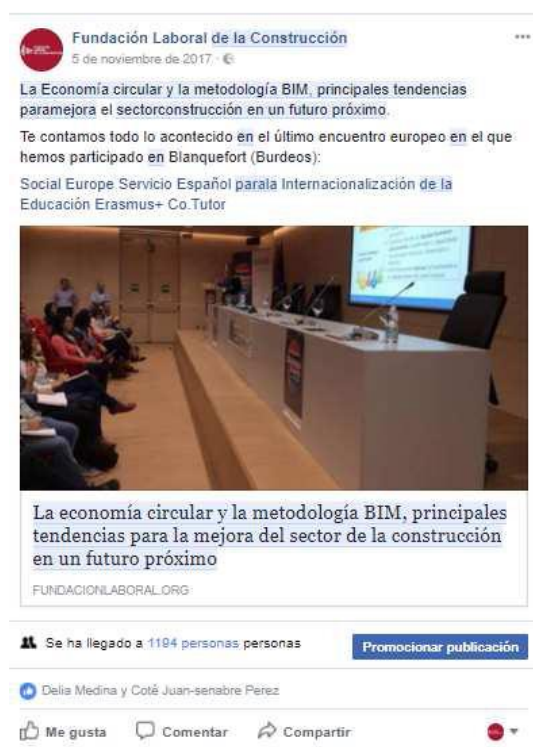 Fundación Laboral de la Construcción
5 de noviembre de 2017 ·
La Economía circular y la metodología BIM, principales tendencias
paramejora el sectorconstrucción en un futuro próximo.
Te contamos todo lo acontecido en el último encuentro europeo en el que
hemos participado en Blanquefort (Burdeos):
Social Europe Servicio Español parala Internacionalización de la
Educación Erasmus+ Co.Tutor
La economía circular y la metodología BIM, principales
tendencias para la mejora del sector de la construcción
en un futuro próximo
FUNDACIONLABORAL.ORG
Se ha llegado a 1194 personas personas
Promocionar publicación
Delia Medina y Coté Juan-senabre Perez
Me gusta Comentar Compartir